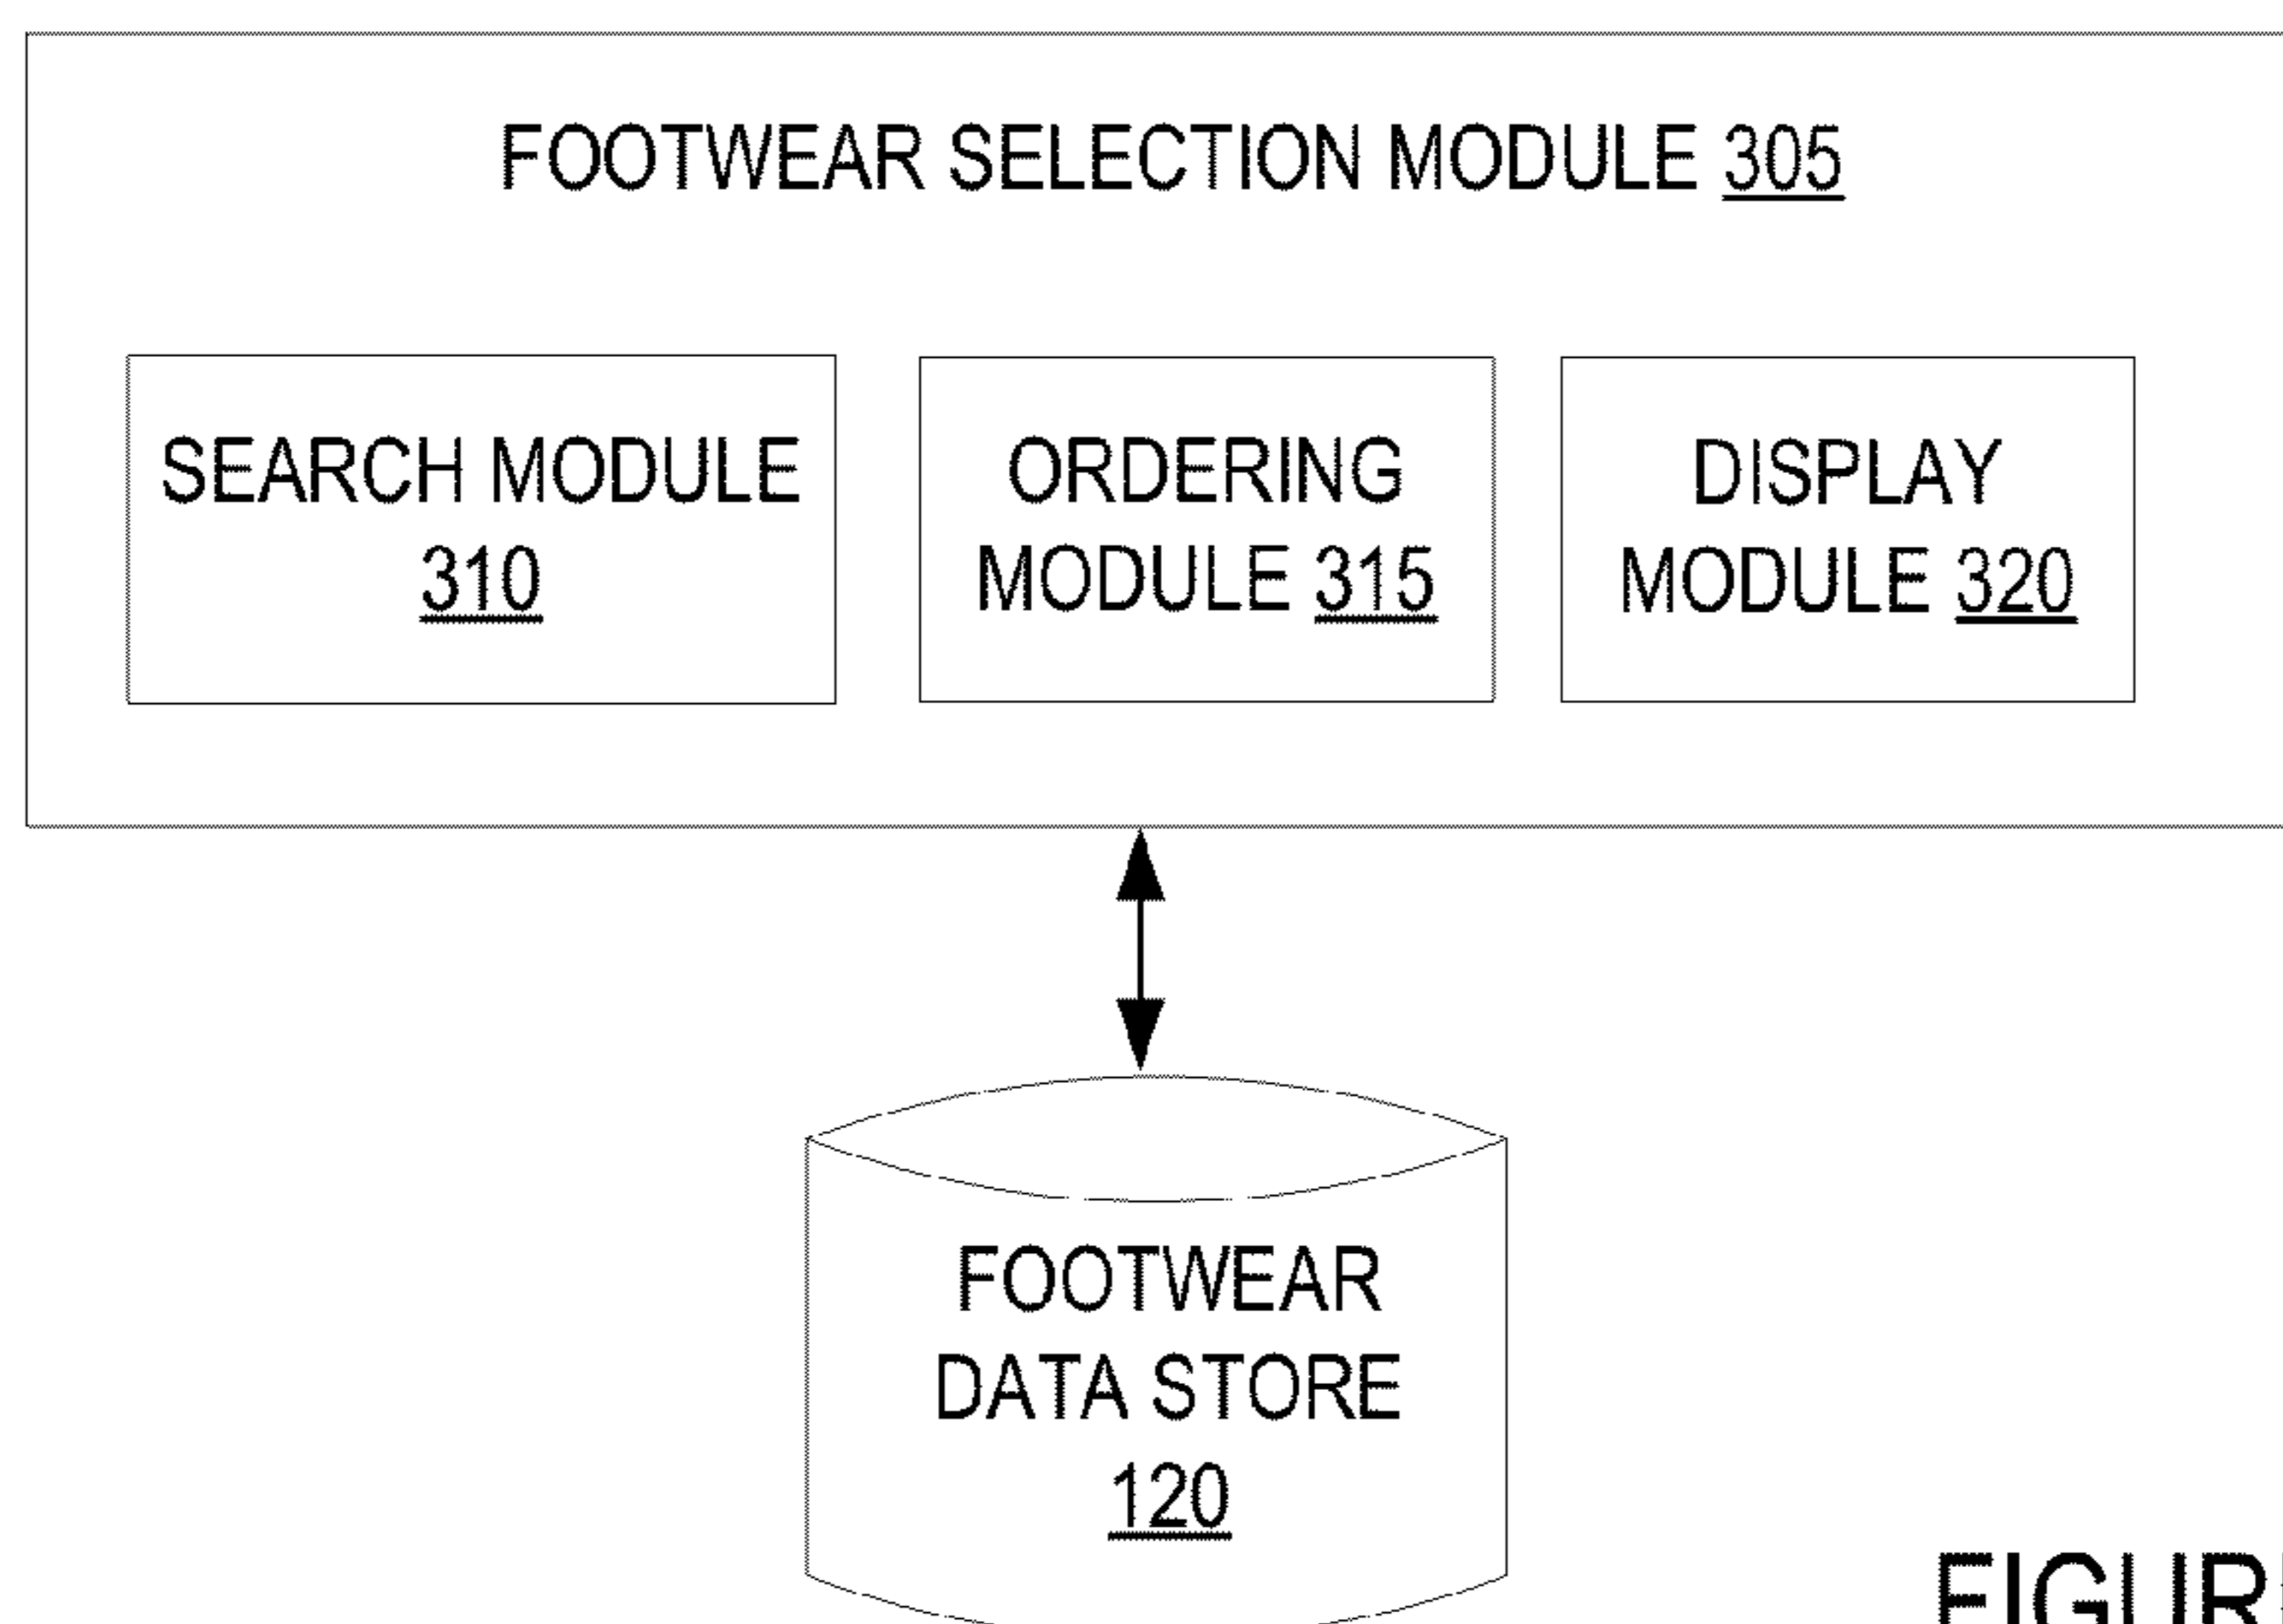 FOOTWEAR SELECTION MODULE 305
SEARCH MODULE
310
ORDERING
MODULE 315
DISPLAY
MODULE 320
FOOTWEAR
DATA STORE
120